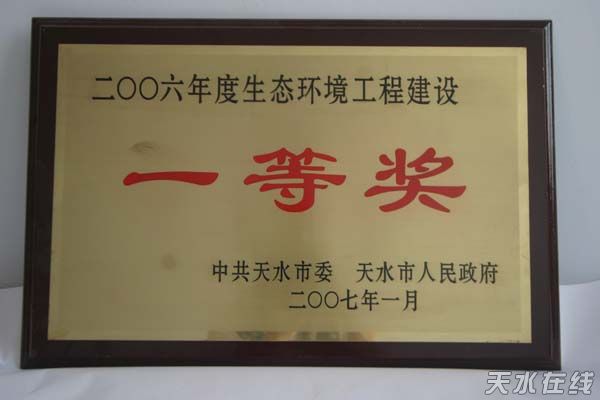 二〇〇六年度生态环境工程建设
一等奖
中共天水市委 天水市人民政府
二〇〇七年一月
天水在线